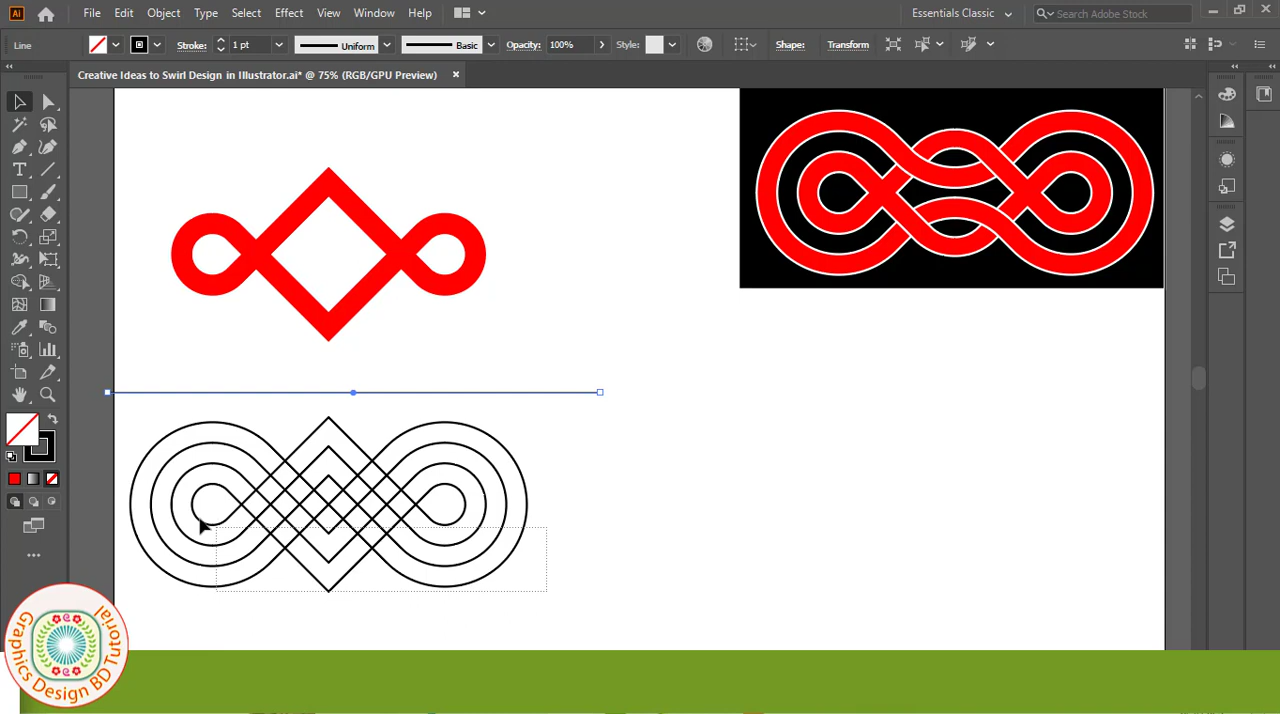 Ai File Edit Object Type Select Effect View Window Help Essentials Classic Search Adobe Stock
Line Stroke: 1 pt Uniform Basic Opacity: 100% Style: Shape: Transform
Creative Ideas to Swirl Design in Illustrator.ai* @ 75% (RGB/GPU Preview)
Graphics Design BD Tutorial